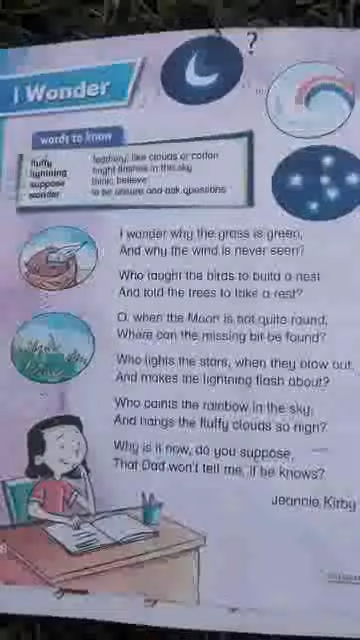 ?
I Wonder
words to know
fluffy feathery, like clouds or cotton
lightning bright flashes in the sky
suppose think, believe
wonder to be unsure and ask questions
I wonder why the grass is green,
And why the wind is never seen?
Who taught the birds to build a nest
And told the trees to take a rest?
O, when the Moon is not quite round,
Where can the missing bit be found?
Who lights the stars, when they blow out,
And makes the lightning flash about?
Who paints the rainbow in the sky
And hangs the fluffy clouds so high?
Why is it now, do you suppose,
That Dad won't tell me, if he knows?
Jeannie Kirby